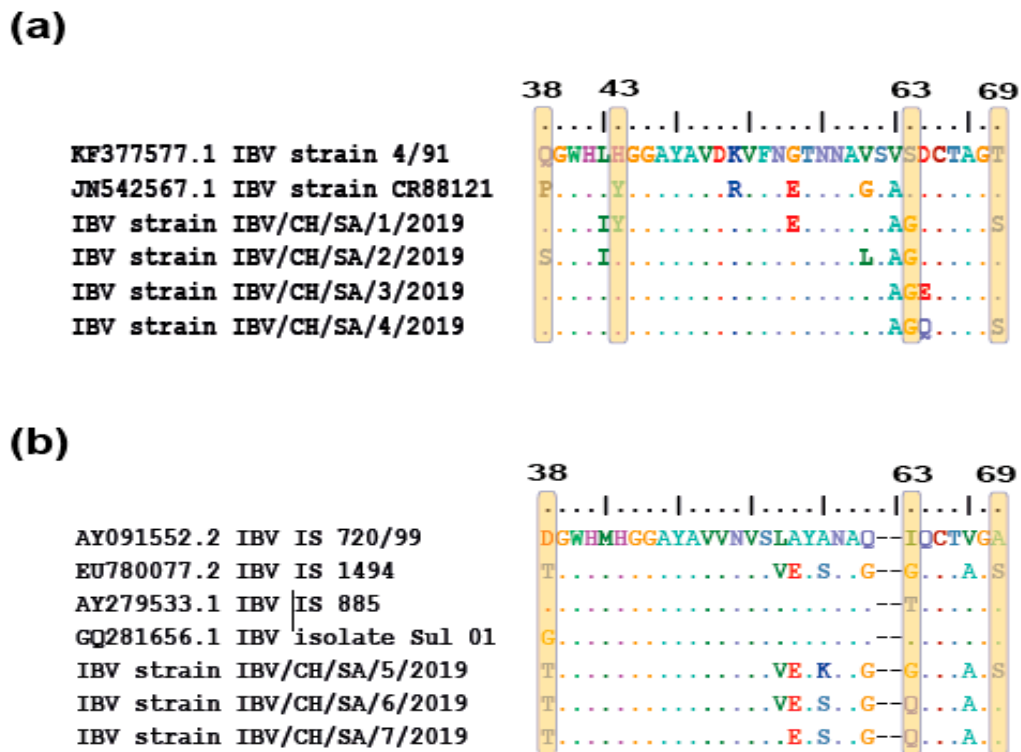 (a)
38 43 63 69
....|....|....|....|....|....|..
KF377577.1 IBV strain 4/91 QGWHLHGGAYAVDKVFNGTNNAVSVSDCTAGT
JN542567.1 IBV strain CR88121 P....Y.......R...E....G.A.......
IBV strain IBV/CH/SA/1/2019 ....IY...........E......AG.....S
IBV strain IBV/CH/SA/2/2019 S...I.................L.AG......
IBV strain IBV/CH/SA/3/2019 ........................AGE.....
IBV strain IBV/CH/SA/4/2019 ........................AGQ....S
(b)
38 63 69
....|....|....|....|....|....|..
AY091552.2 IBV IS 720/99 DGWHMHGGAYAVVNVSLAYANAQ--IQCTVGA
EU780077.2 IBV IS 1494 T...............VE.S..G--G...A.S
AY279533.1 IBV IS 885 .......................--T......
GQ281656.1 IBV isolate Sul 01 G......................--.......
IBV strain IBV/CH/SA/5/2019 T...............VE.K..G--G...A.S
IBV strain IBV/CH/SA/6/2019 T...............VE.S..G--Q...A..
IBV strain IBV/CH/SA/7/2019 T...............VE.S..G--Q...A..